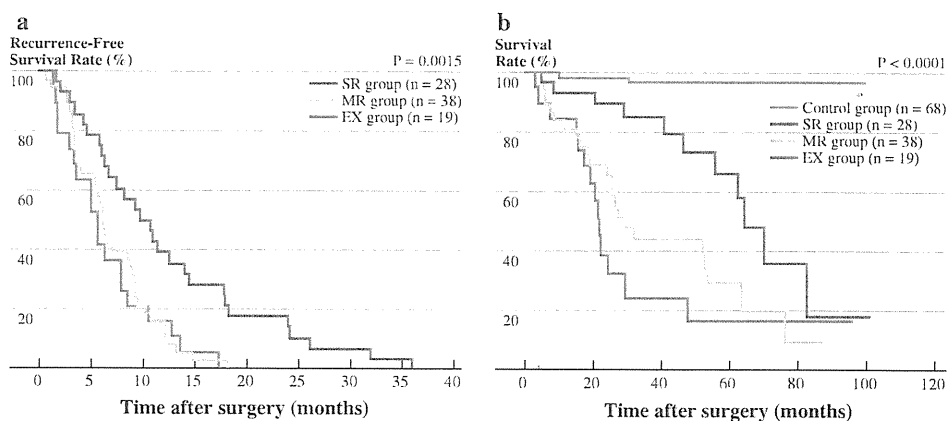 a
Recurrence-Free
Survival Rate (%)
P = 0.0015
SR group (n = 28)
MR group (n = 38)
EX group (n = 19)
100
80
60
40
20
0 5 10 15 20 25 30 35 40
Time after surgery (months)
b
Survival
Rate (%)
P < 0.0001
Control group (n = 68)
SR group (n = 28)
MR group (n = 38)
EX group (n = 19)
100
80
60
40
20
0 20 40 60 80 100 120
Time after surgery (months)